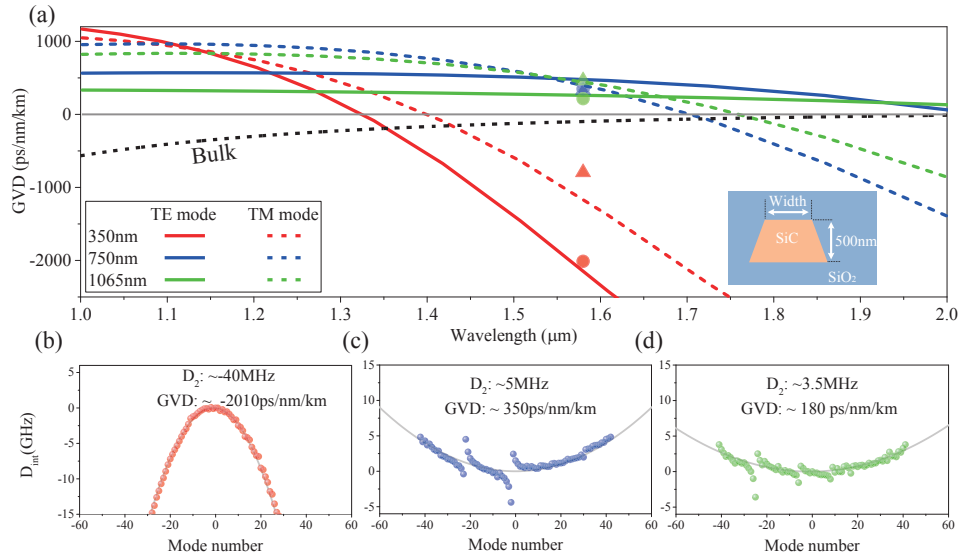 (a)
1000
0
-1000
-2000
GVD (ps/nm/km)
Bulk
TE mode TM mode
350nm
750nm
1065nm
Width
SiC
500nm
SiO₂
1.0 1.1 1.2 1.3 1.4 1.5 1.6 1.7 1.8 1.9 2.0
Wavelength (μm)
(b)
D₂: ~-40MHz
GVD: ~ -2010ps/nm/km
5
0
-5
-10
-15
D_int(GHz)
-60 -40 -20 0 20 40 60
Mode number
(c)
D₂: ~5MHz
GVD: ~ 350ps/nm/km
15
10
5
0
-5
-60 -40 -20 0 20 40 60
Mode number
(d)
D₂: ~3.5MHz
GVD: ~ 180 ps/nm/km
15
10
5
0
-5
-60 -40 -20 0 20 40 60
Mode number